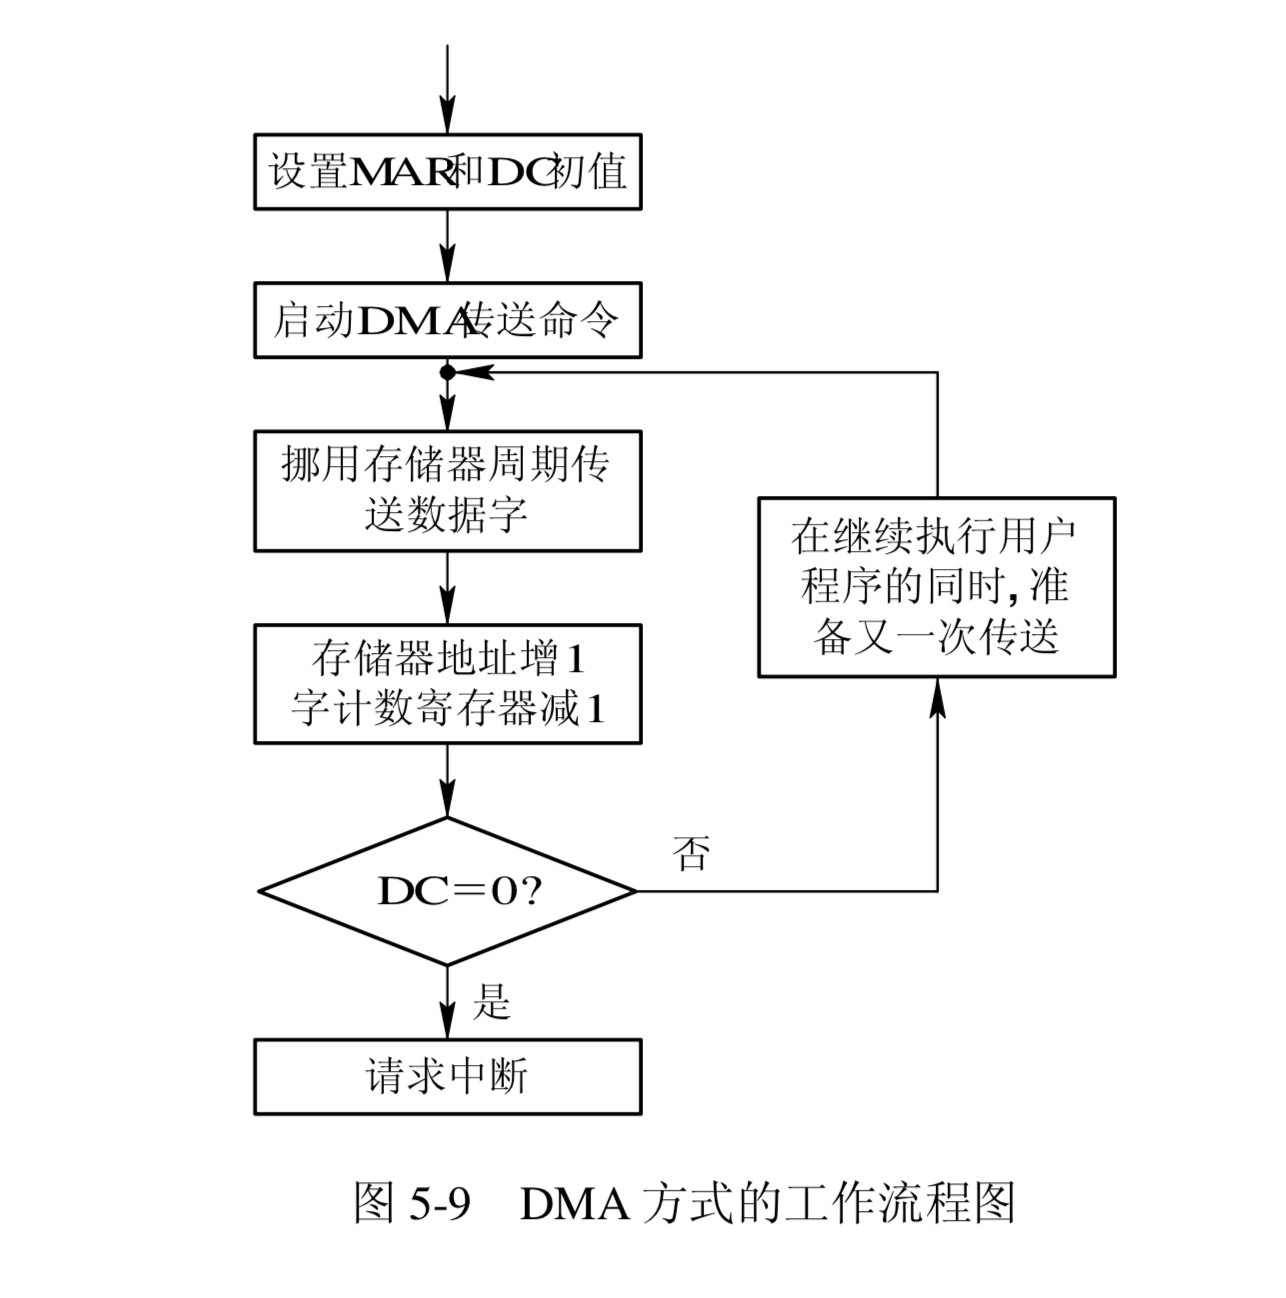 设置MAR和DC初值
启动DMA传送命令
挪用存储器周期传
送数据字
在继续执行用户
程序的同时,准
备又一次传送
存储器地址增1
字计数寄存器减1
否
DC=0?
是
请求中断
图 5-9 DMA 方式的工作流程图